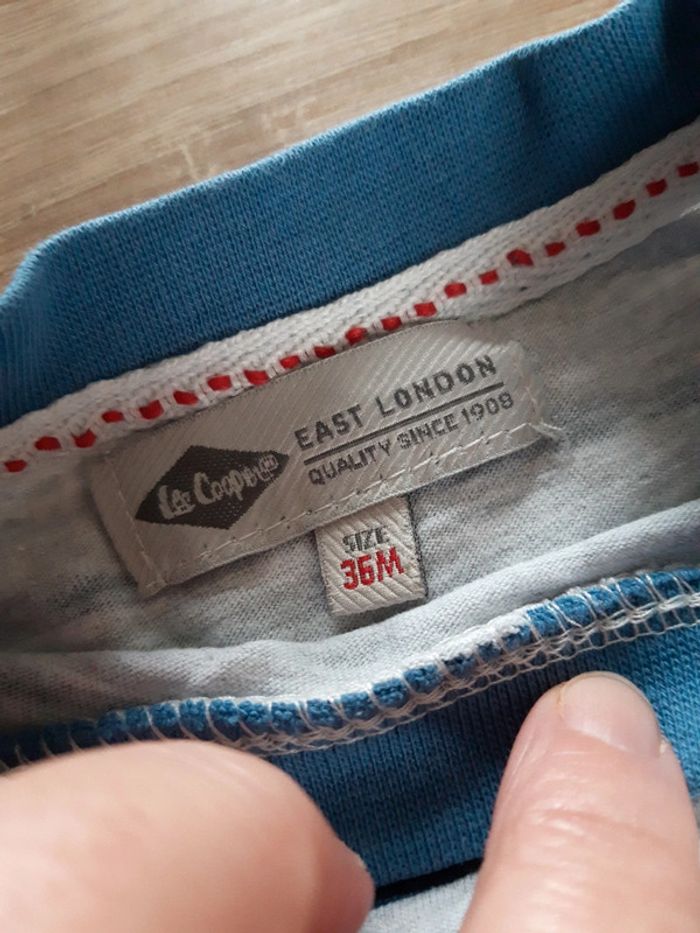 Lee Cooper
EAST LONDON
QUALITY SINCE 1908
SIZE
36M